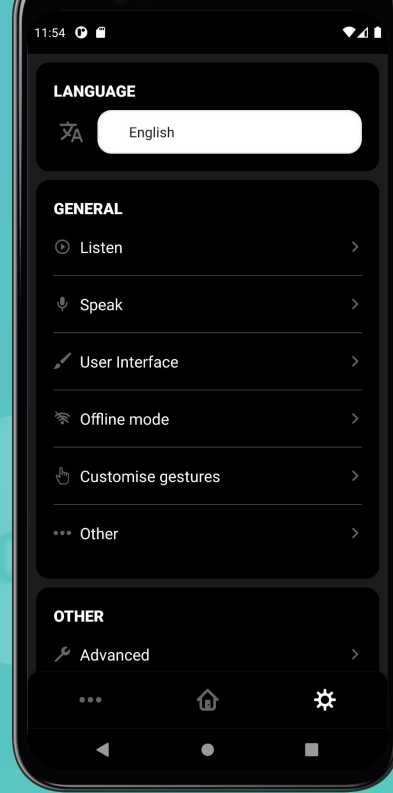 11:54
LANGUAGE
English
GENERAL
Listen
Speak
User Interface
Offline mode
Customise gestures
Other
OTHER
Advanced